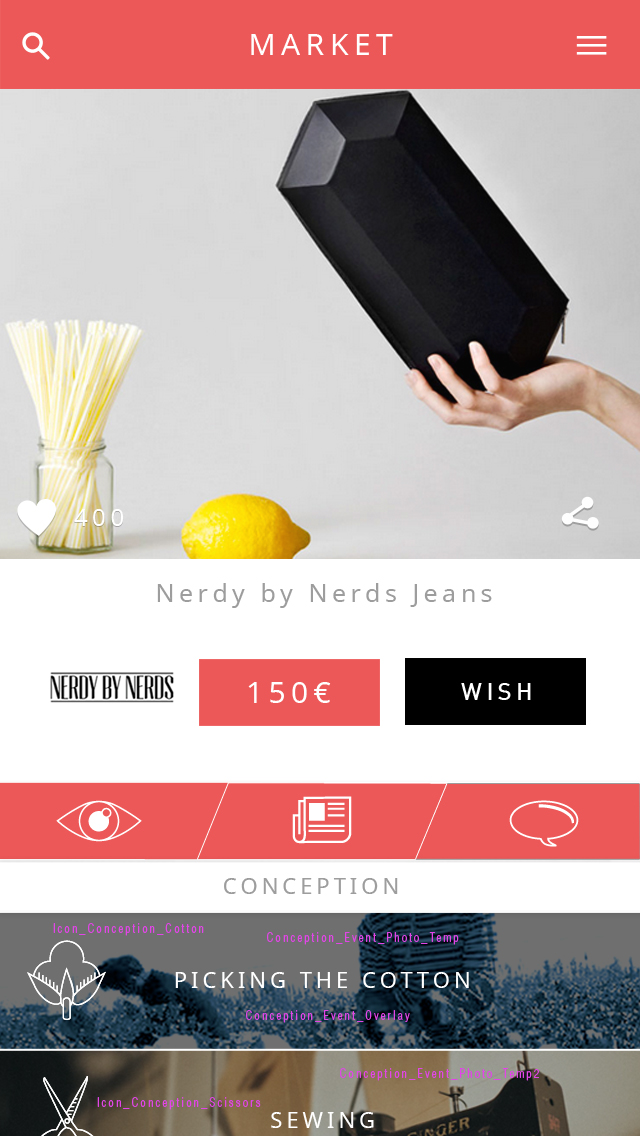 MARKET
400
Nerdy by Nerds Jeans
NERDY BY NERDS
150€
WISH
CONCEPTION
Icon_Conception_Cotton
Conception_Event_Photo_Temp
PICKING THE COTTON
Conception_Event_Overlay
Conception_Event_Photo_Temp2
Icon_Conception_Scissors
SEWING
SINGER